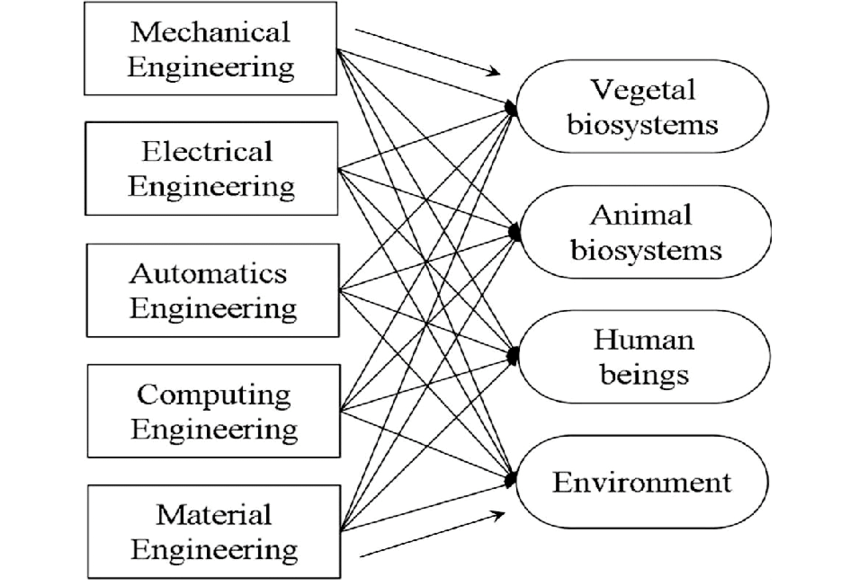 Mechanical
Engineering
Electrical
Engineering
Automatics
Engineering
Computing
Engineering
Material
Engineering
Vegetal
biosystems
Animal
biosystems
Human
beings
Environment